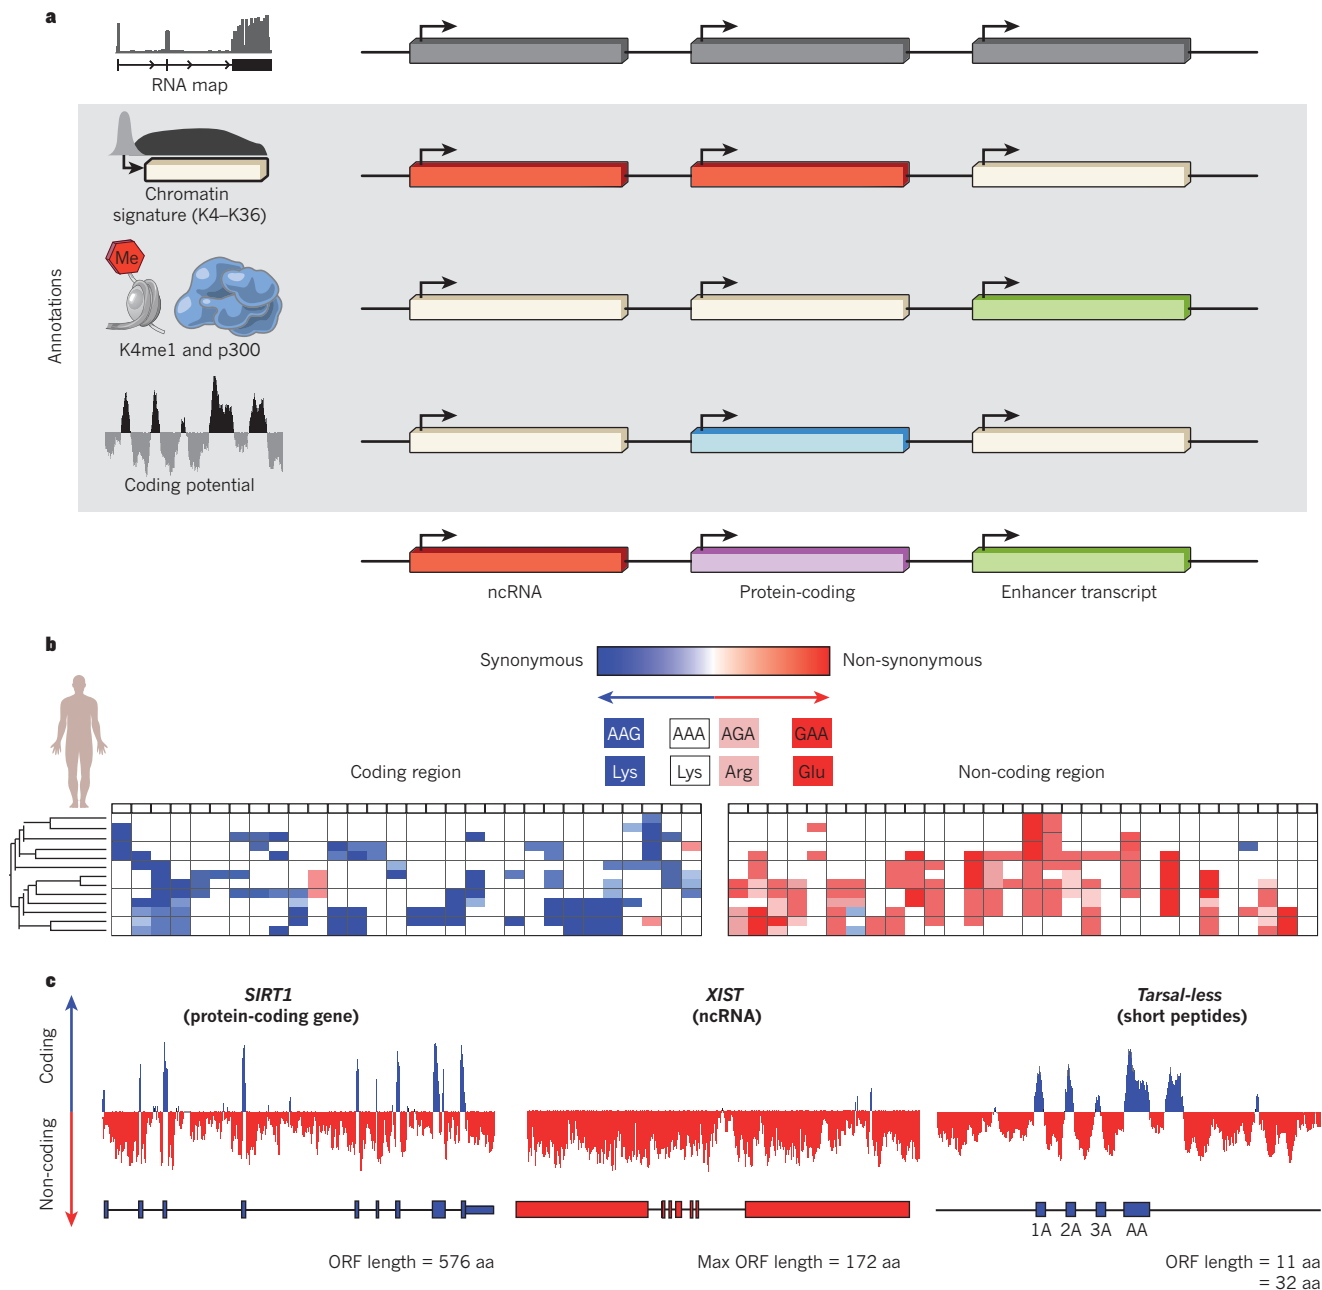 a
RNA map
Chromatin
signature (K4–K36)
Me
K4me1 and p300
Coding potential
Annotations
ncRNA
Protein-coding
Enhancer transcript
b
Synonymous
Non-synonymous
AAG
AAA
AGA
GAA
Lys
Lys
Arg
Glu
Coding region
Non-coding region
c
SIRT1
(protein-coding gene)
XIST
(ncRNA)
Tarsal-less
(short peptides)
Coding
Non-coding
1A
2A
3A
AA
ORF length = 576 aa
Max ORF length = 172 aa
ORF length = 11 aa
= 32 aa